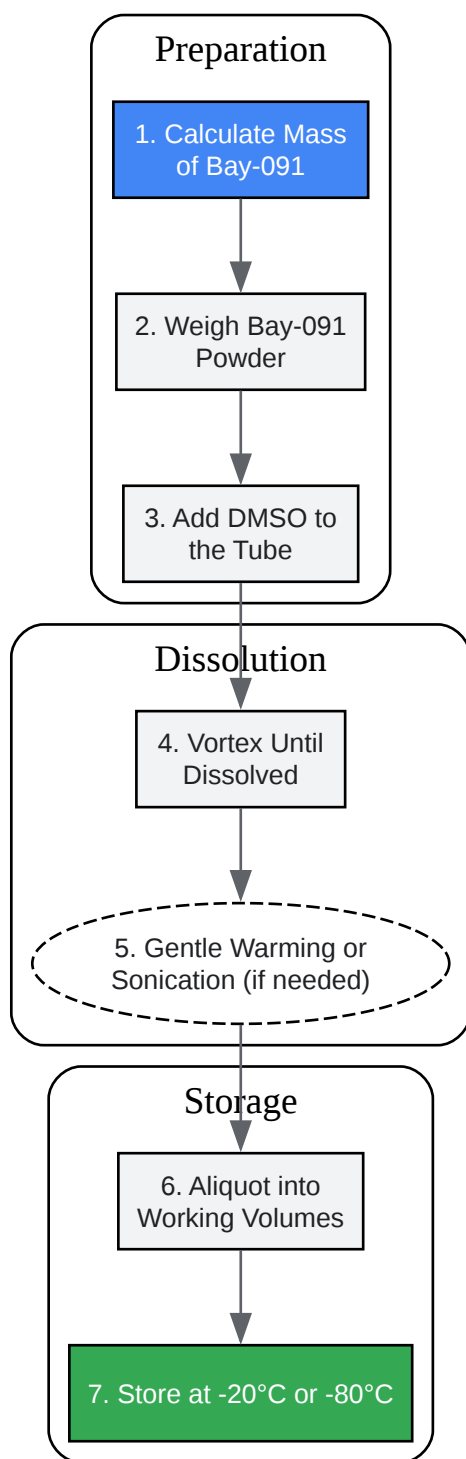 Preparation
1. Calculate Mass
of Bay-091
2. Weigh Bay-091
Powder
3. Add DMSO to
the Tube
Dissolution
4. Vortex Until
Dissolved
5. Gentle Warming or
Sonication (if needed)
Storage
6. Aliquot into
Working Volumes
7. Store at -20°C or -80°C